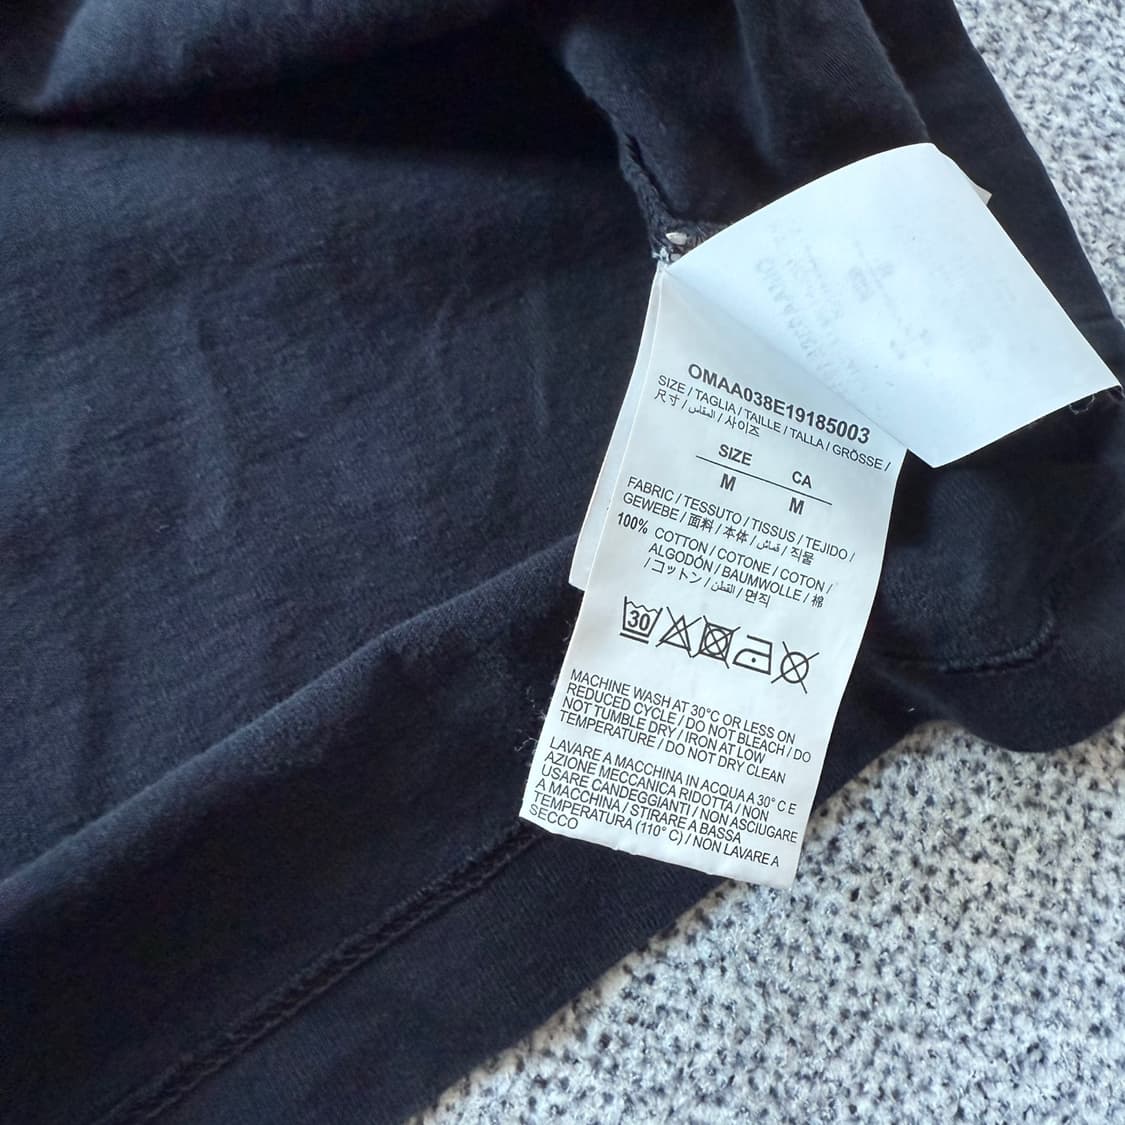 OMAA038E19185003
SIZE / TAGLIA / TAILLE / TALLA / GRÖSSE /
尺寸 / المقاس / 사이즈
SIZE CA
M M
FABRIC / TESSUTO / TISSUS / TEJIDO /
GEWEBE / 面料 / 本体 / قماش / 직물
100% COTTON / COTONE / COTON /
ALGODÓN / BAUMWOLLE / 棉
/ コットン / القطن / 면직
30
MACHINE WASH AT 30°C OR LESS ON
REDUCED CYCLE / DO NOT BLEACH / DO
NOT TUMBLE DRY / IRON AT LOW
TEMPERATURE / DO NOT DRY CLEAN
LAVARE A MACCHINA IN ACQUA A 30° C E
AZIONE MECCANICA RIDOTTA / NON
USARE CANDEGGIANTI / NON ASCIUGARE
A MACCHINA / STIRARE A BASSA
TEMPERATURA (110° C) / NON LAVARE A
SECCO